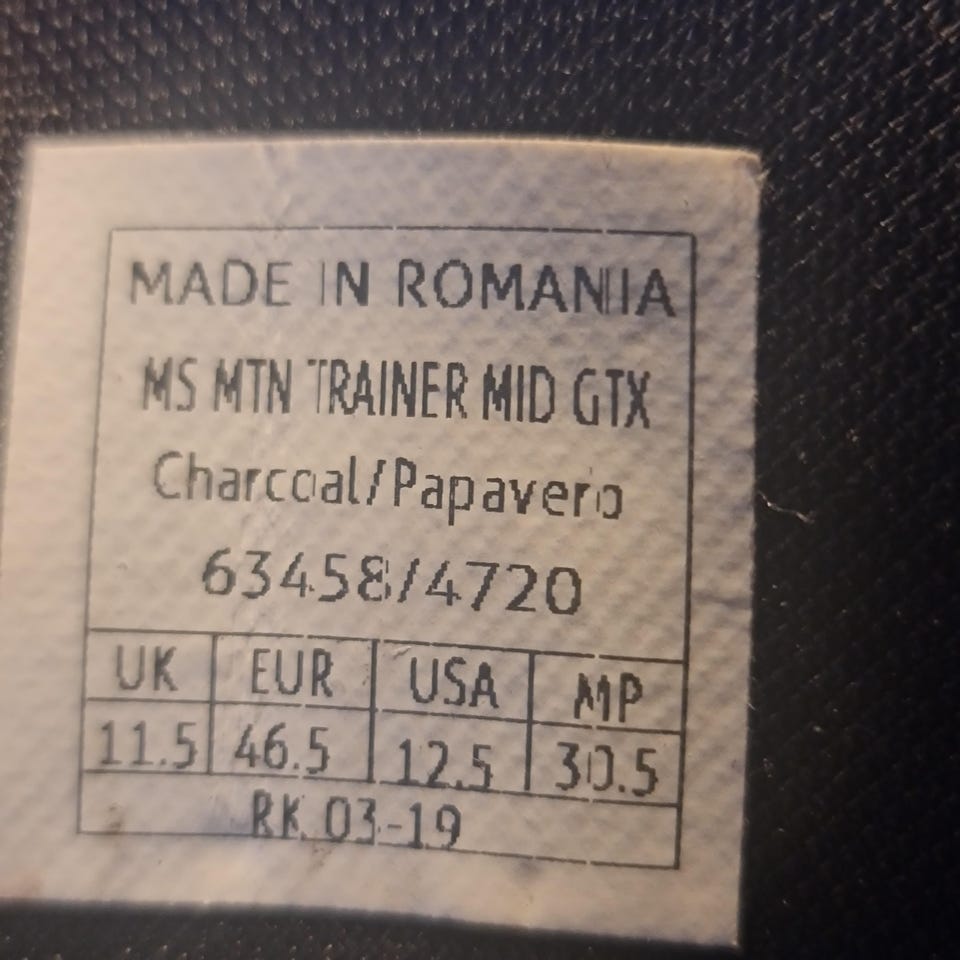 MADE IN ROMANIA
MS MTN TRAINER MID GTX
Charcoal/Papavero
63458/4720
UK EUR USA MP
11.5 46.5 12.5 30.5
RK 03-19